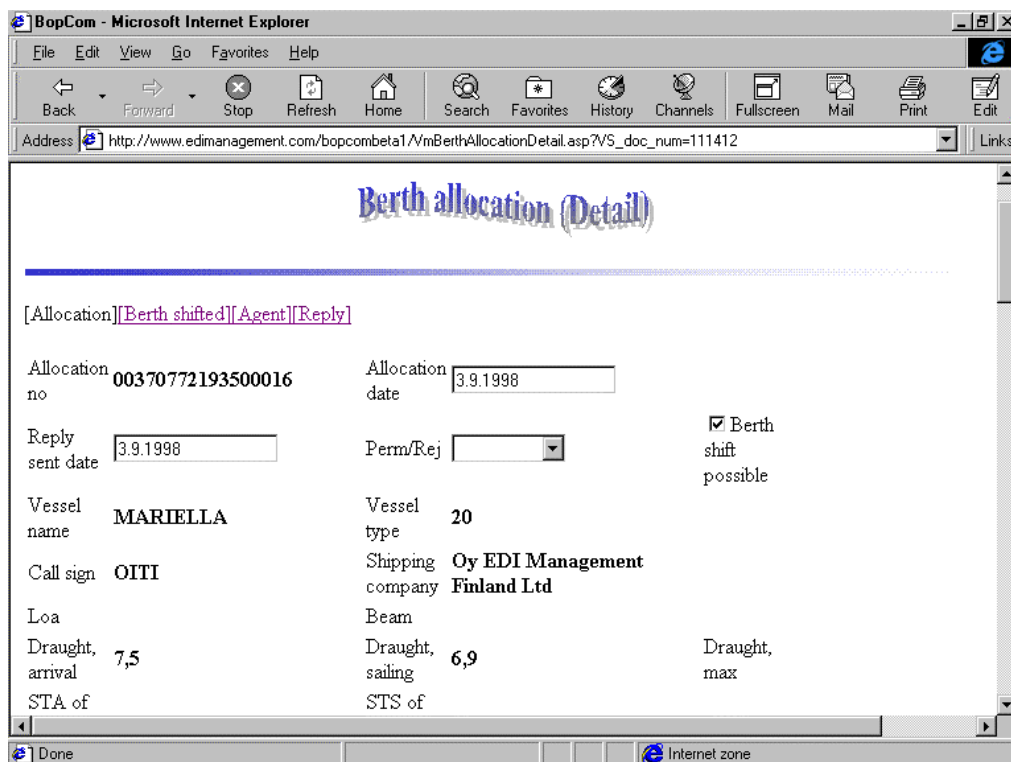 BopCom - Microsoft Internet Explorer
File Edit View Go Favorites Help
Back Forward Stop Refresh Home Search Favorites History Channels Fullscreen Mail Print Edit
Address http://www.edimanagement.com/bopcombeta1/VmBerthAllocationDetail.asp?VS_doc_num=111412 Links
Berth allocation (Detail)
[Allocation][Berth shifted][Agent][Reply]
Allocation no 00370772193500016 Allocation date 3.9.1998
Reply sent date 3.9.1998 Perm/Rej Berth shift possible
Vessel name MARIELLA Vessel type 20
Call sign OITI Shipping company Oy EDI Management Finland Ltd
Loa Beam
Draught, arrival 7,5 Draught, sailing 6,9 Draught, max
STA of STS of
Done Internet zone